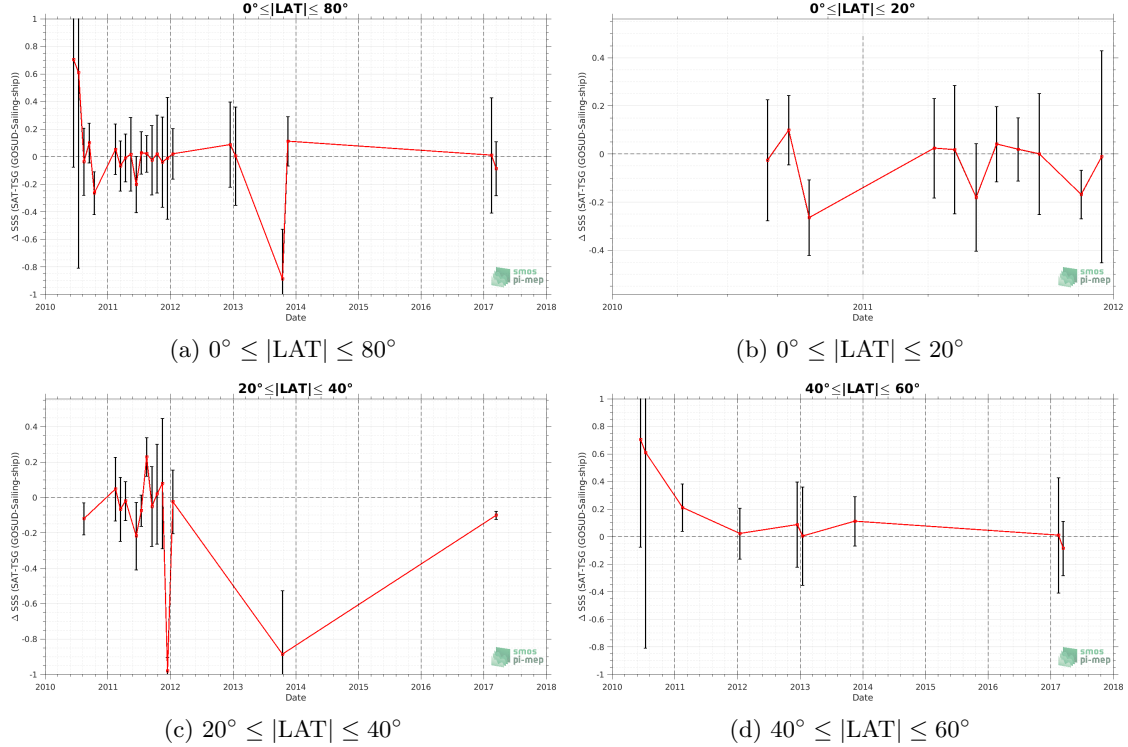 0°≤|LAT|≤ 80°
Δ SSS (SAT-TSG (GOSUD-Sailing-ship))
1
0.8
0.6
0.4
0.2
0
-0.2
-0.4
-0.6
-0.8
-1
2010 2011 2012 2013 2014 2015 2016 2017 2018
Date
smos
pi-mep
(a) 0° ≤ |LAT| ≤ 80°
0°≤|LAT|≤ 20°
Δ SSS (SAT-TSG (GOSUD-Sailing-ship))
0.4
0.2
0
-0.2
-0.4
2010 2011 2012
Date
smos
pi-mep
(b) 0° ≤ |LAT| ≤ 20°
20°≤|LAT|≤ 40°
Δ SSS (SAT-TSG (GOSUD-Sailing-ship))
0.4
0.2
0
-0.2
-0.4
-0.6
-0.8
-1
2010 2011 2012 2013 2014 2015 2016 2017 2018
Date
smos
pi-mep
(c) 20° ≤ |LAT| ≤ 40°
40°≤|LAT|≤ 60°
Δ SSS (SAT-TSG (GOSUD-Sailing-ship))
1
0.8
0.6
0.4
0.2
0
-0.2
-0.4
-0.6
-0.8
-1
2010 2011 2012 2013 2014 2015 2016 2017 2018
Date
smos
pi-mep
(d) 40° ≤ |LAT| ≤ 60°